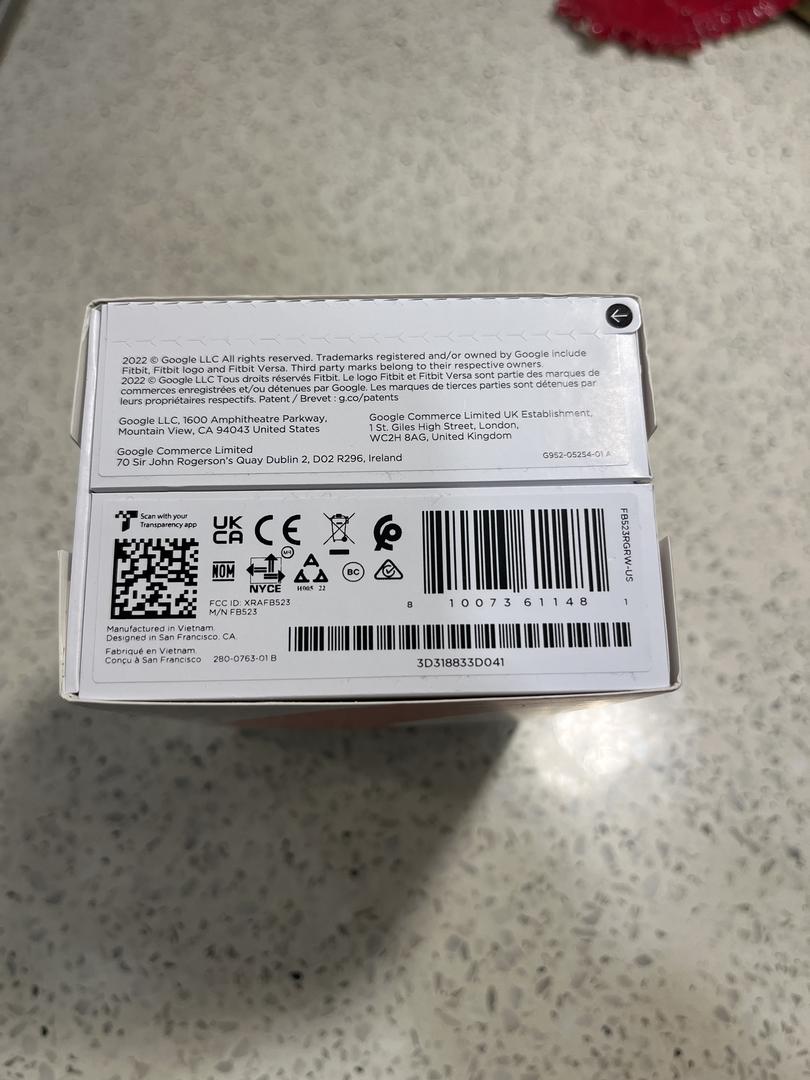 2022 © Google LLC All rights reserved. Trademarks registered and/or owned by Google include
Fitbit, Fitbit logo and Fitbit Versa. Third party marks belong to their respective owners.
2022 © Google LLC Tous droits réservés Fitbit. Le logo Fitbit et Fitbit Versa sont partie des marques de
commerces enregistrées et/ou détenues par Google. Les marques de tierces parties sont détenues par
leurs propriétaires respectifs. Patent / Brevet : g.co/patents
Google LLC, 1600 Amphitheatre Parkway,
Mountain View, CA 94043 United States
Google Commerce Limited UK Establishment,
1 St. Giles High Street, London,
WC2H 8AG, United Kingdom
Google Commerce Limited
70 Sir John Rogerson's Quay Dublin 2, D02 R296, Ireland
G952-05254-01 A
Scan with your
Transparency app
UK
CA
CE
NOM
NYCE
MR
H005 22
BC
FCC ID: XRAFB523
M/N FB523
8 10073 61148 1
FB523RGRW-US
Manufactured in Vietnam.
Designed in San Francisco, CA.
Fabriqué en Vietnam.
Conçu à San Francisco
280-0763-01 B
3D318833D041